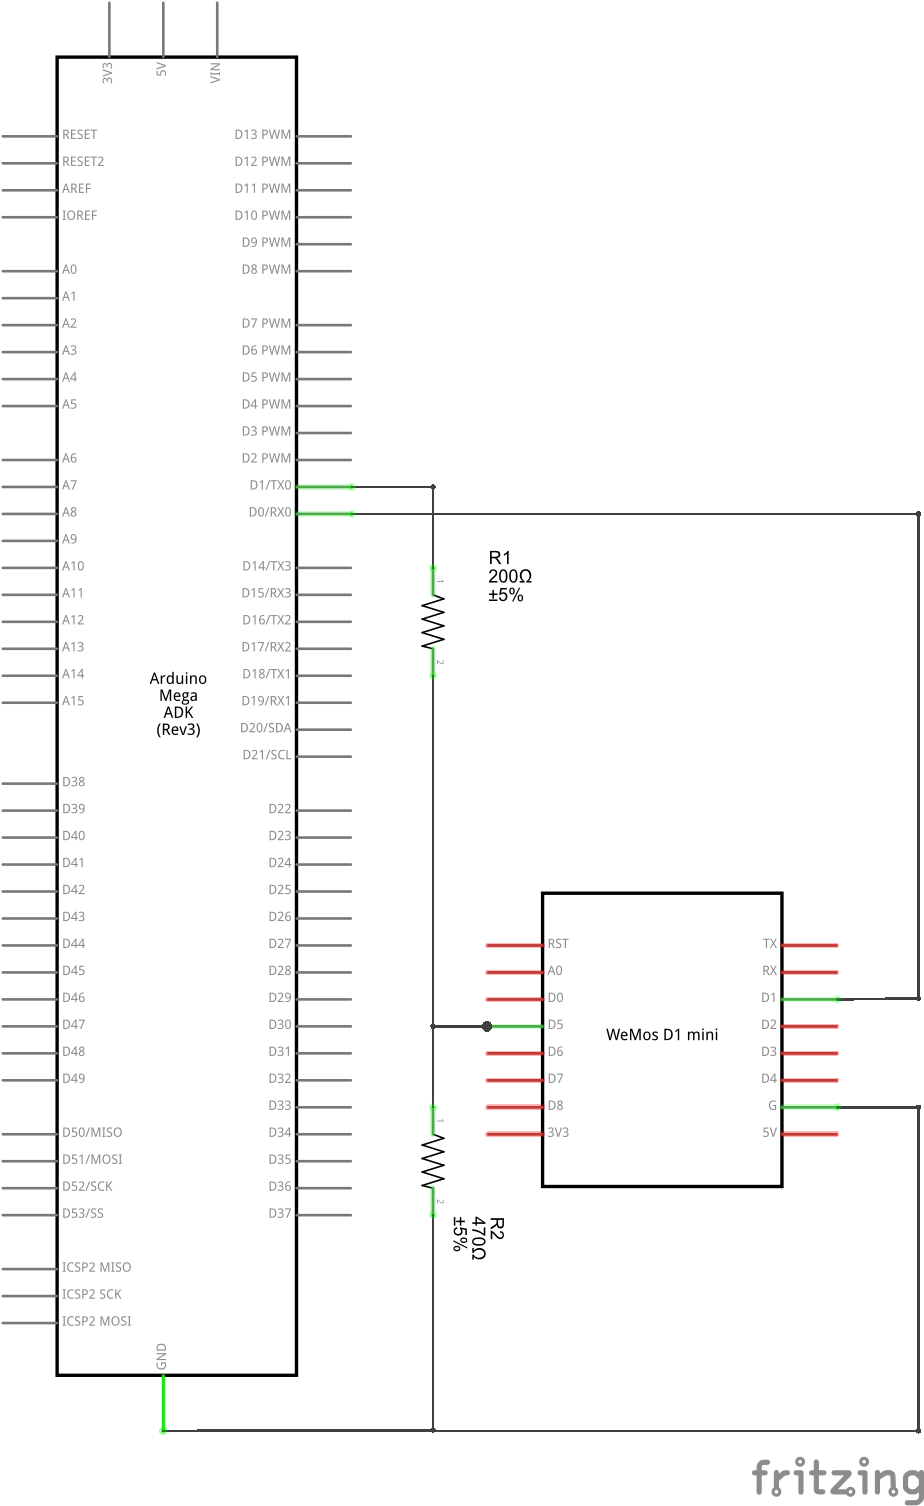 3V3
5V
VIN
RESET
RESET2
AREF
IOREF
A0
A1
A2
A3
A4
A5
A6
A7
A8
A9
A10
A11
A12
A13
A14
A15
D38
D39
D40
D41
D42
D43
D44
D45
D46
D47
D48
D49
D50/MISO
D51/MOSI
D52/SCK
D53/SS
ICSP2 MISO
ICSP2 SCK
ICSP2 MOSI
GND
Arduino
Mega
ADK
(Rev3)
D13 PWM
D12 PWM
D11 PWM
D10 PWM
D9 PWM
D8 PWM
D7 PWM
D6 PWM
D5 PWM
D4 PWM
D3 PWM
D2 PWM
D1/TX0
D0/RX0
D14/TX3
D15/RX3
D16/TX2
D17/RX2
D18/TX1
D19/RX1
D20/SDA
D21/SCL
D22
D23
D24
D25
D26
D27
D28
D29
D30
D31
D32
D33
D34
D35
D36
D37
1
2
R1
200Ω
±5%
1
2
R2
470Ω
±5%
RST
A0
D0
D5
D6
D7
D8
3V3
WeMos D1 mini
TX
RX
D1
D2
D3
D4
G
5V
fritzing